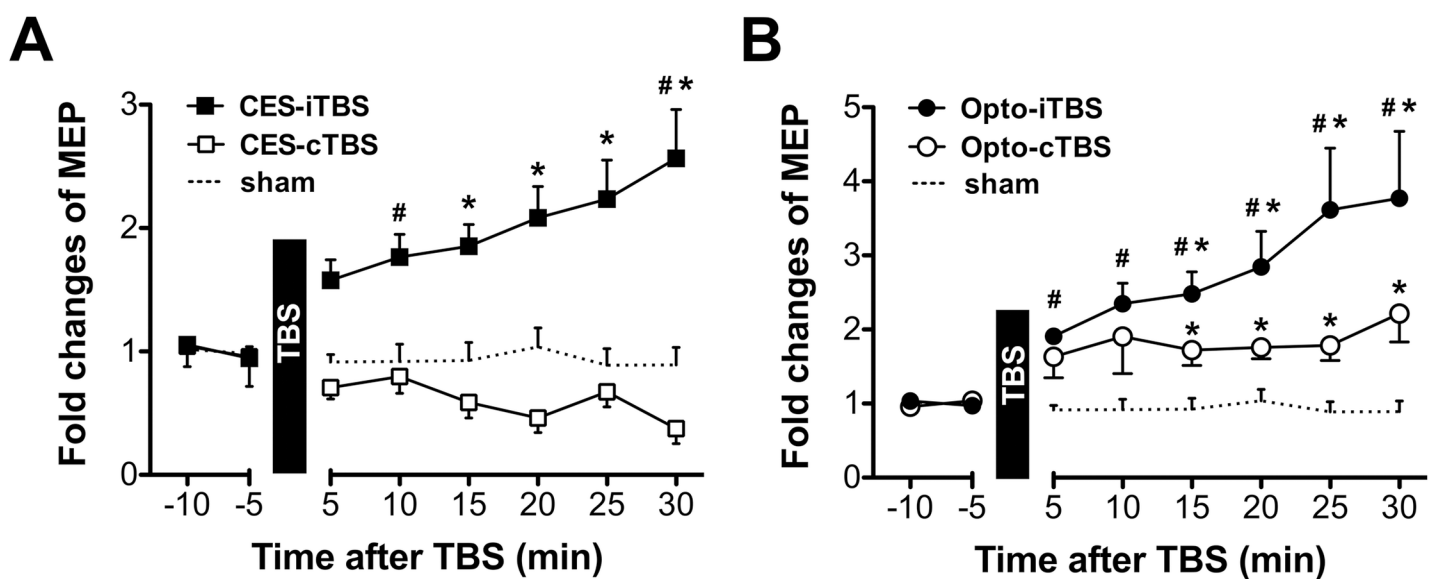 A
Fold changes of MEP
3
2
1
0
CES-iTBS
CES-cTBS
sham
TBS
#
*
*
*
# *
-10 -5 5 10 15 20 25 30
Time after TBS (min)
B
Fold changes of MEP
5
4
3
2
1
0
Opto-iTBS
Opto-cTBS
sham
TBS
#
#
# *
# *
# *
# *
*
*
*
*
-10 -5 5 10 15 20 25 30
Time after TBS (min)